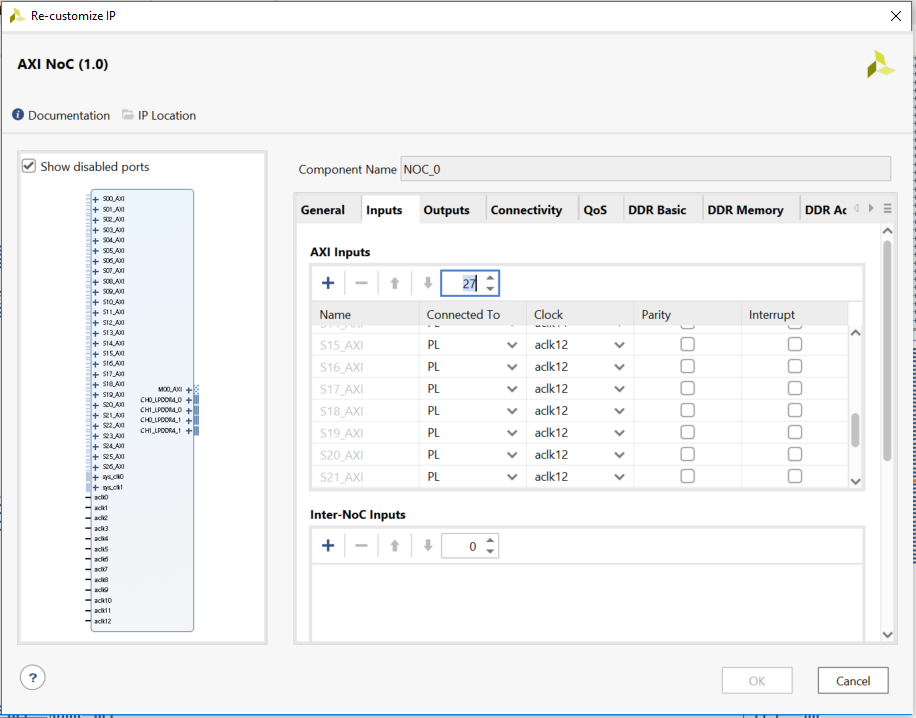 Re-customize IP
AXI NoC (1.0)
Documentation IP Location
Show disabled ports
S00_AXI
S01_AXI
S02_AXI
S03_AXI
S04_AXI
S05_AXI
S06_AXI
S07_AXI
S08_AXI
S09_AXI
S10_AXI
S11_AXI
S12_AXI
S13_AXI
S14_AXI
S15_AXI
S16_AXI
S17_AXI
S18_AXI
S19_AXI
S20_AXI
S21_AXI
S22_AXI
S23_AXI
S24_AXI
S25_AXI
S26_AXI
sys_clk0
sys_clk1
aclk0
aclk1
aclk2
aclk3
aclk4
aclk5
aclk6
aclk7
aclk8
aclk9
aclk10
aclk11
aclk12
M00_AXI
CH0_LPDDR4_0
CH1_LPDDR4_0
CH0_LPDDR4_1
CH1_LPDDR4_1
Component Name NOC_0
General Inputs Outputs Connectivity QoS DDR Basic DDR Memory DDR Ac
AXI Inputs
27
Name Connected To Clock Parity Interrupt
S15_AXI PL aclk12
S16_AXI PL aclk12
S17_AXI PL aclk12
S18_AXI PL aclk12
S19_AXI PL aclk12
S20_AXI PL aclk12
S21_AXI PL aclk12
Inter-NoC Inputs
0
? OK Cancel